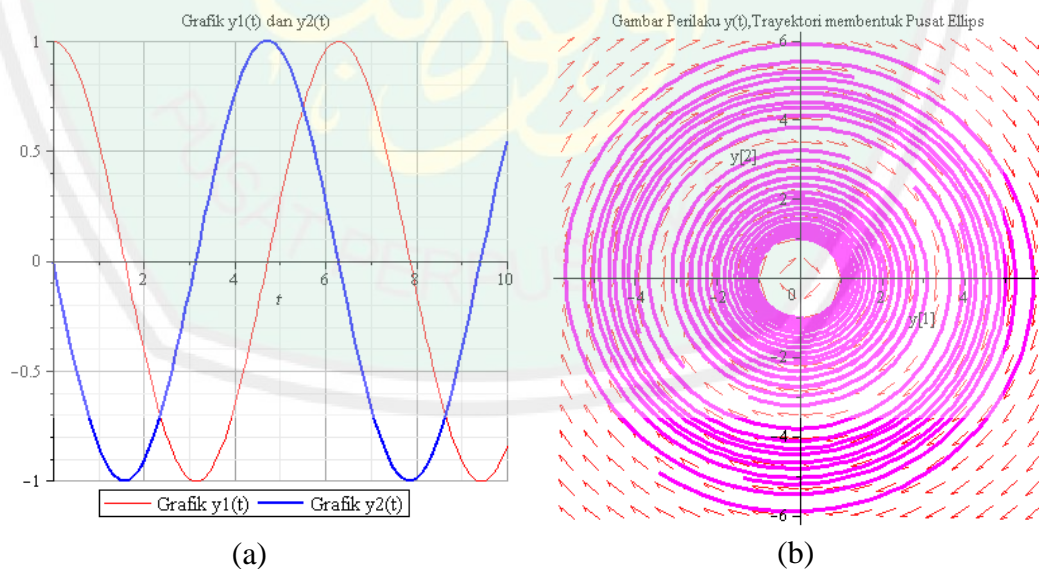 Grafik y1(t) dan y2(t)
1
0.5
0
2
4
6
8
10
t
-0.5
-1
Grafik y1(t)
Grafik y2(t)
(a)
Gambar Perilaku y(t),Trayektori membentuk Pusat Ellips
6
4
y[2]
2
-4
-2
0
2
4
y[1]
-2
-4
-6
(b)
PUSAT